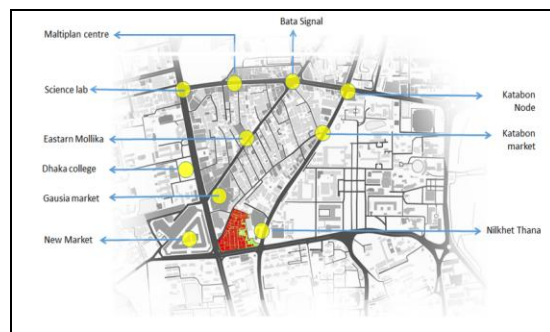 Bata Signal
Maltiplan centre
Science lab
Katabon
Node
Eastarn Mollika
Katabon
market
Dhaka college
Gausia market
New Market
Nilkhet Thana